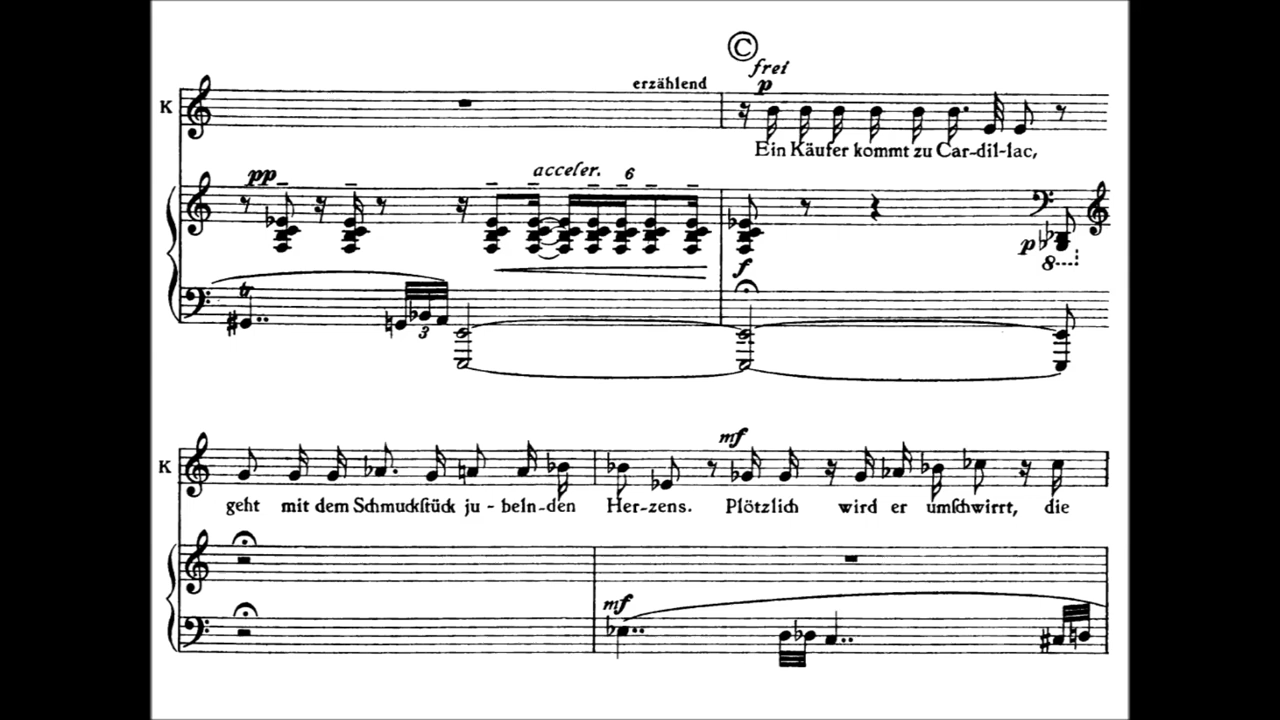 C
frei
erzählend
p
K
Ein Käufer kommt zu Car-dil-lac,
pp
acceler.
6
f
p
8
3
mf
K
geht mit dem Schmuckstück ju - beln-den Her-zens. Plötzlich wird er umschwirrt, die
mf